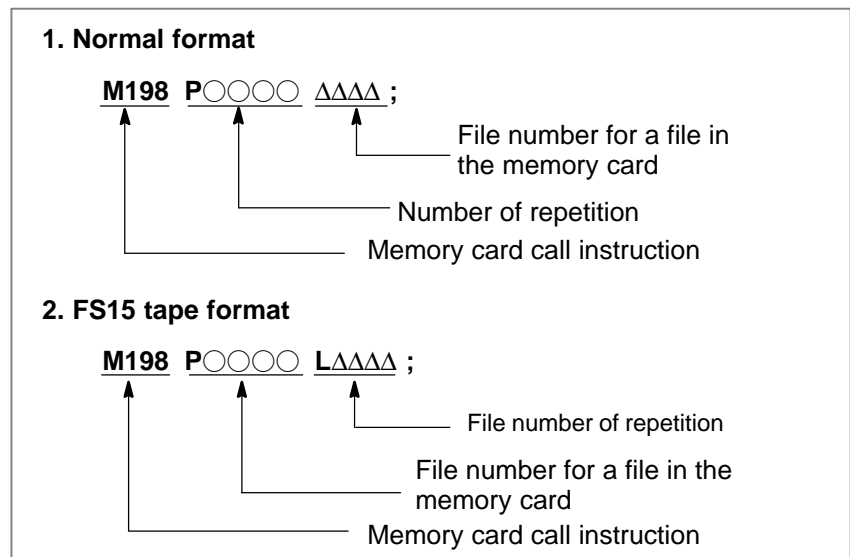 1. Normal format
M198 P○○○○ ΔΔΔΔ ;
File number for a file in
the memory card
Number of repetition
Memory card call instruction
2. FS15 tape format
M198 P○○○○ LΔΔΔΔ ;
File number of repetition
File number for a file in the
memory card
Memory card call instruction